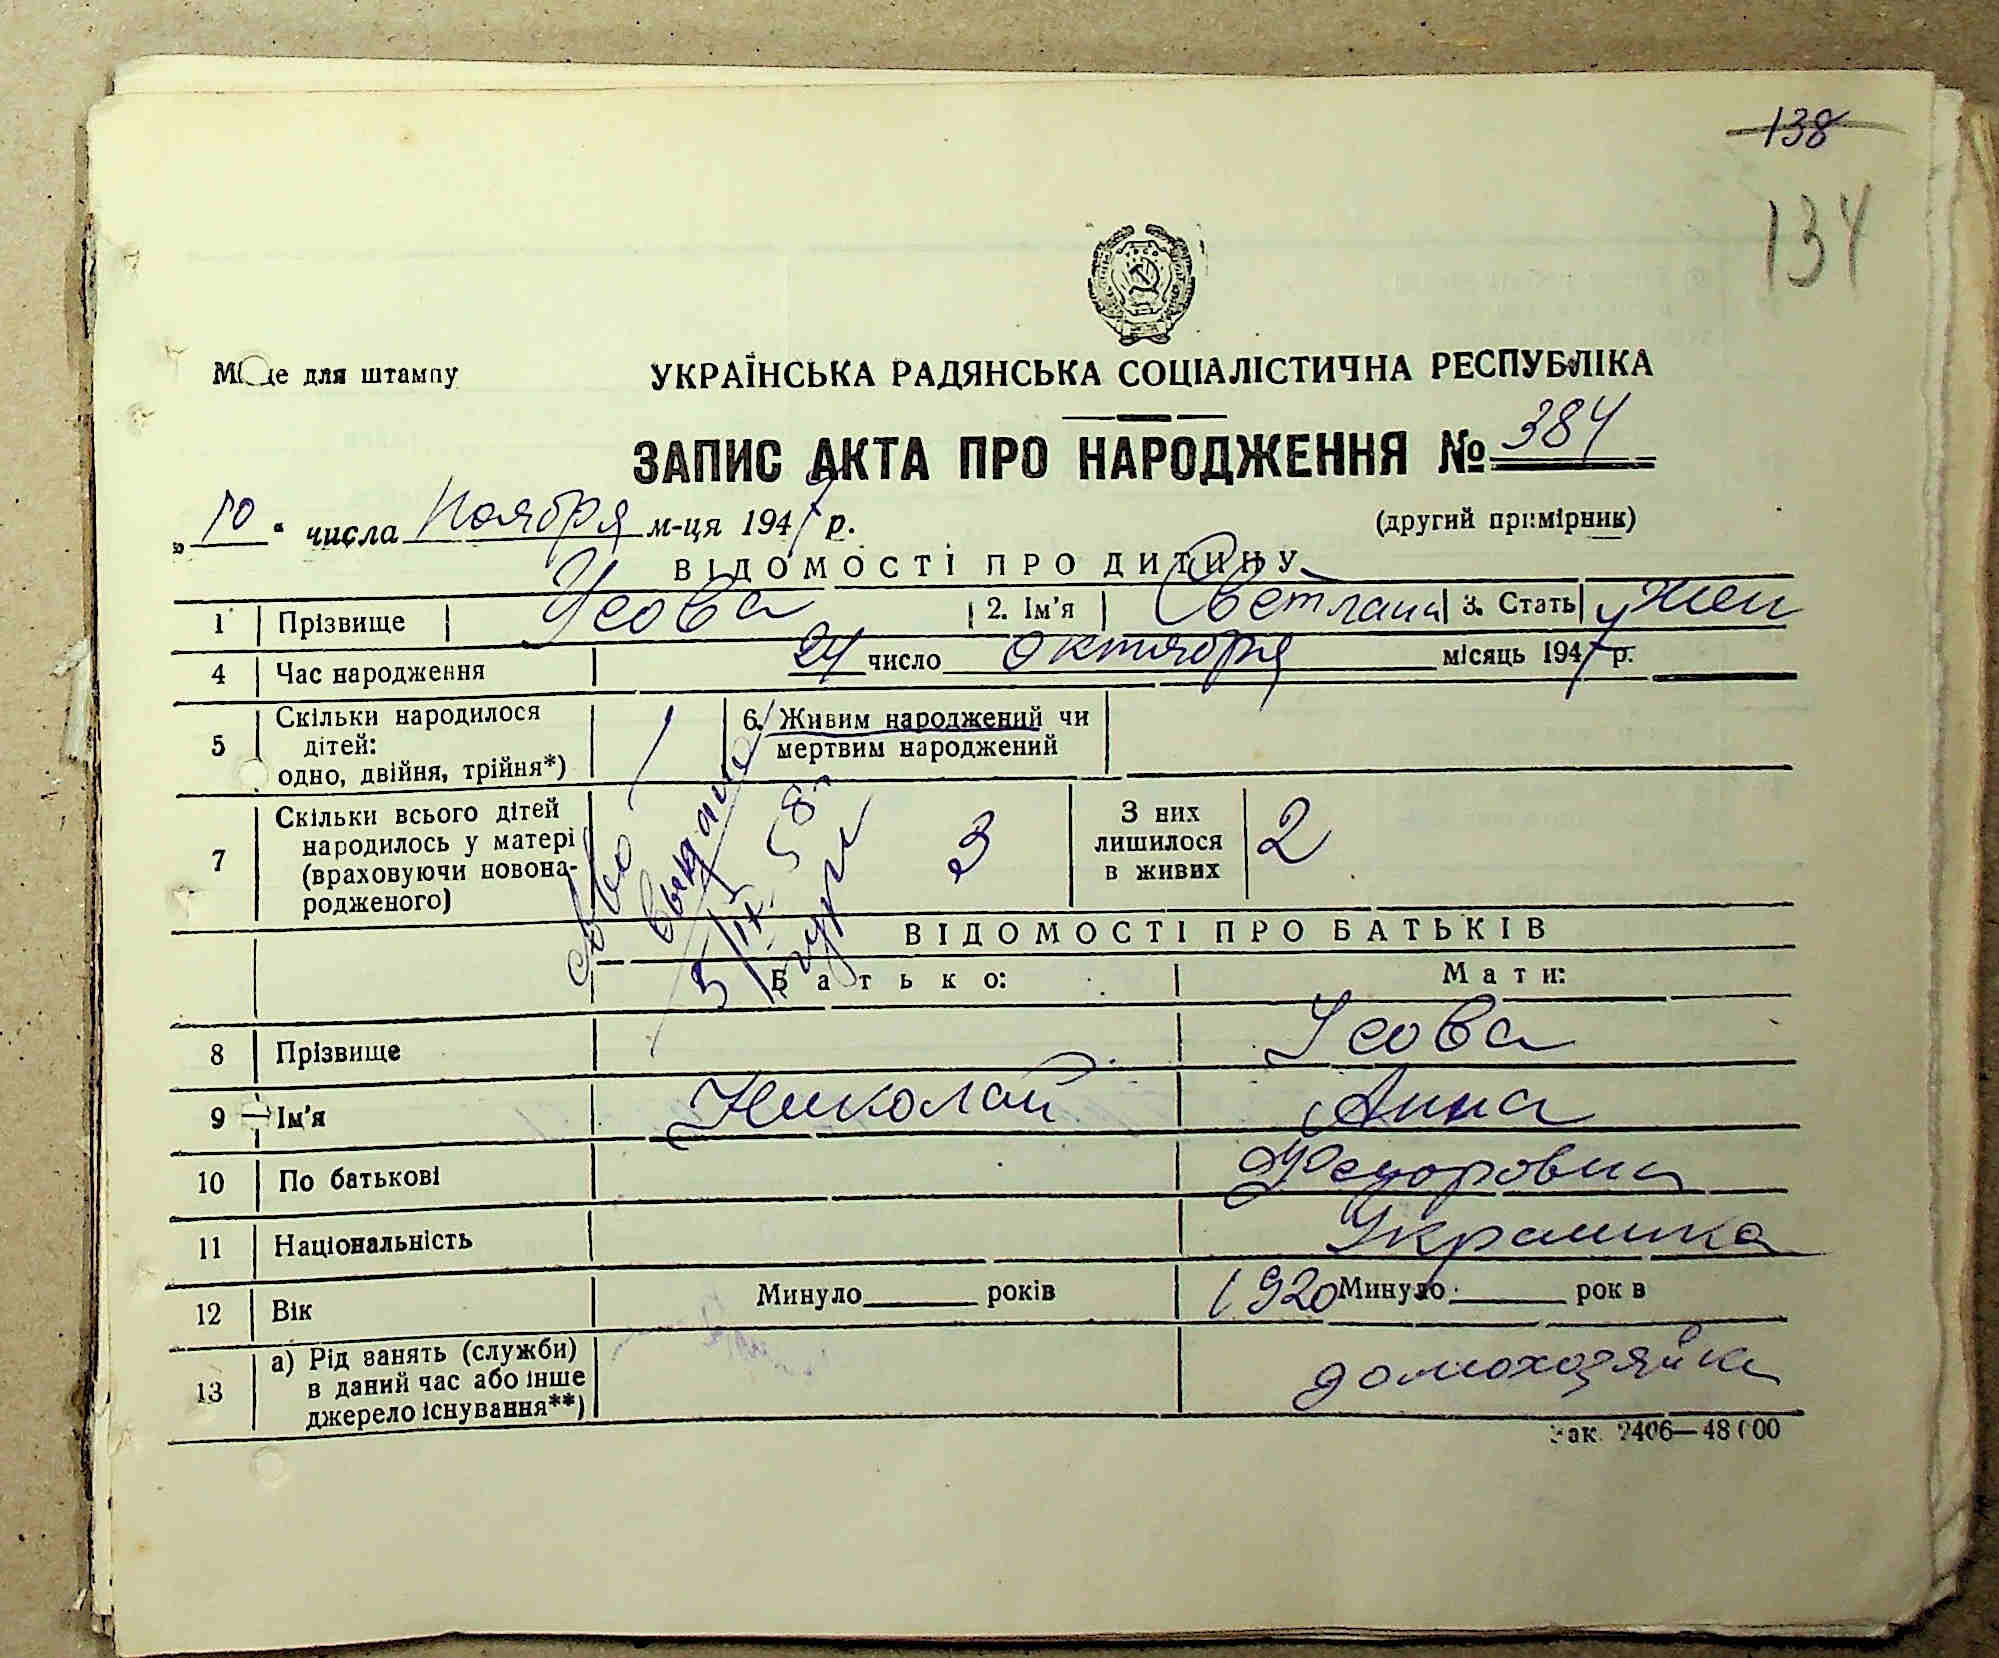 138
134
Місце для штампу
УКРАЇНСЬКА РАДЯНСЬКА СОЦІАЛІСТИЧНА РЕСПУБЛІКА
ЗАПИС АКТА ПРО НАРОДЖЕННЯ № 384
„10“ числа Ноября м-ця 1947 р.
(другий примірник)
ВІДОМОСТІ ПРО ДИТИНУ
1 Прізвище Усова 2. Ім'я Светлана 3. Стать жен
4 Час народження 24 число октября місяць 1947 р.
5 Скільки народилося дітей: одно, двійня, трійня*) 1 6. Живим народжений чи мертвим народжений
7 Скільки всього дітей народилось у матері (враховуючи новонародженого) 3 З них лишилося в живих 2
ВІДОМОСТІ ПРО БАТЬКІВ
Батько: Мати:
8 Прізвище Усова
9 Ім'я Николай Анна
10 По батькові Федоровна
11 Національність Украинка
12 Вік Минуло років 1920 Минуло рок в
13 а) Рід занять (служби) в даний час або інше джерело існування**) домохозяйка
Зак. 2406—48000